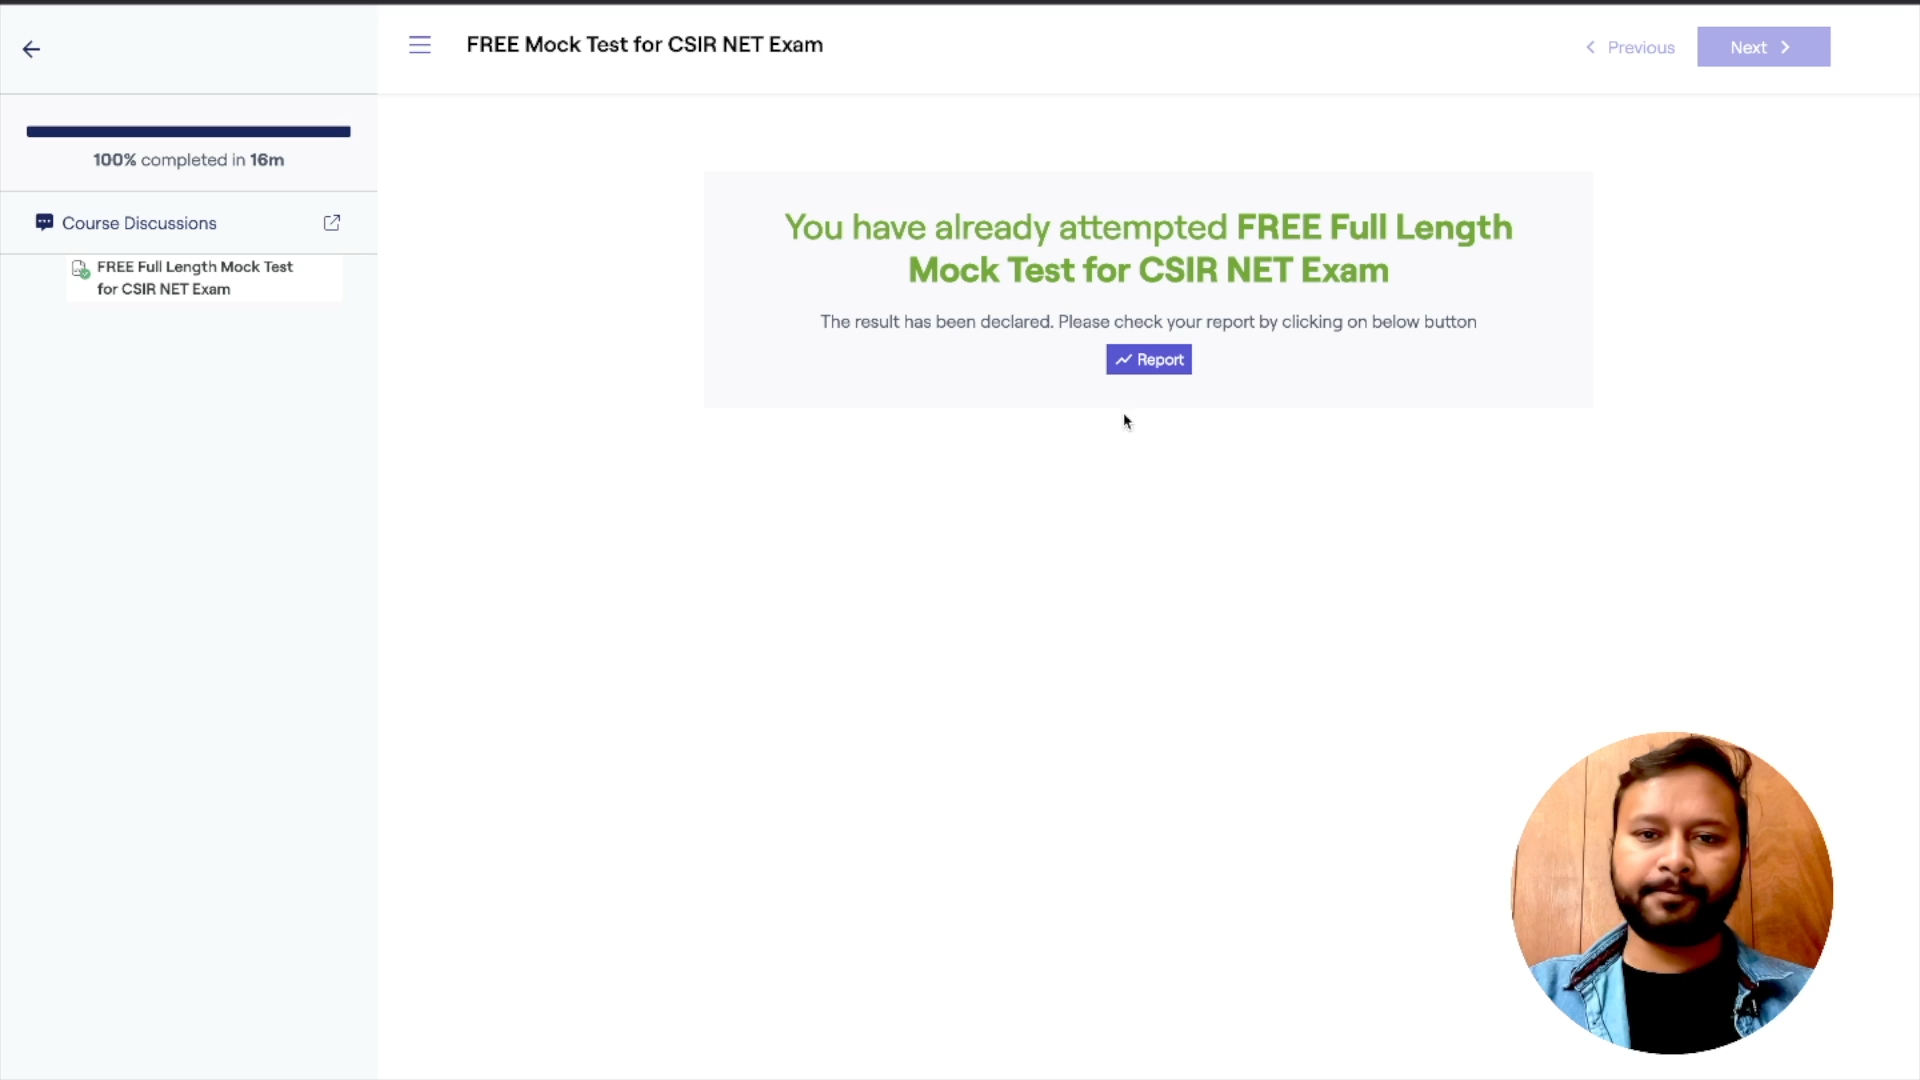 FREE Mock Test for CSIR NET Exam
Previous
Next
100% completed in 16m
Course Discussions
FREE Full Length Mock Test
for CSIR NET Exam
You have already attempted FREE Full Length
Mock Test for CSIR NET Exam
The result has been declared. Please check your report by clicking on below button
Report